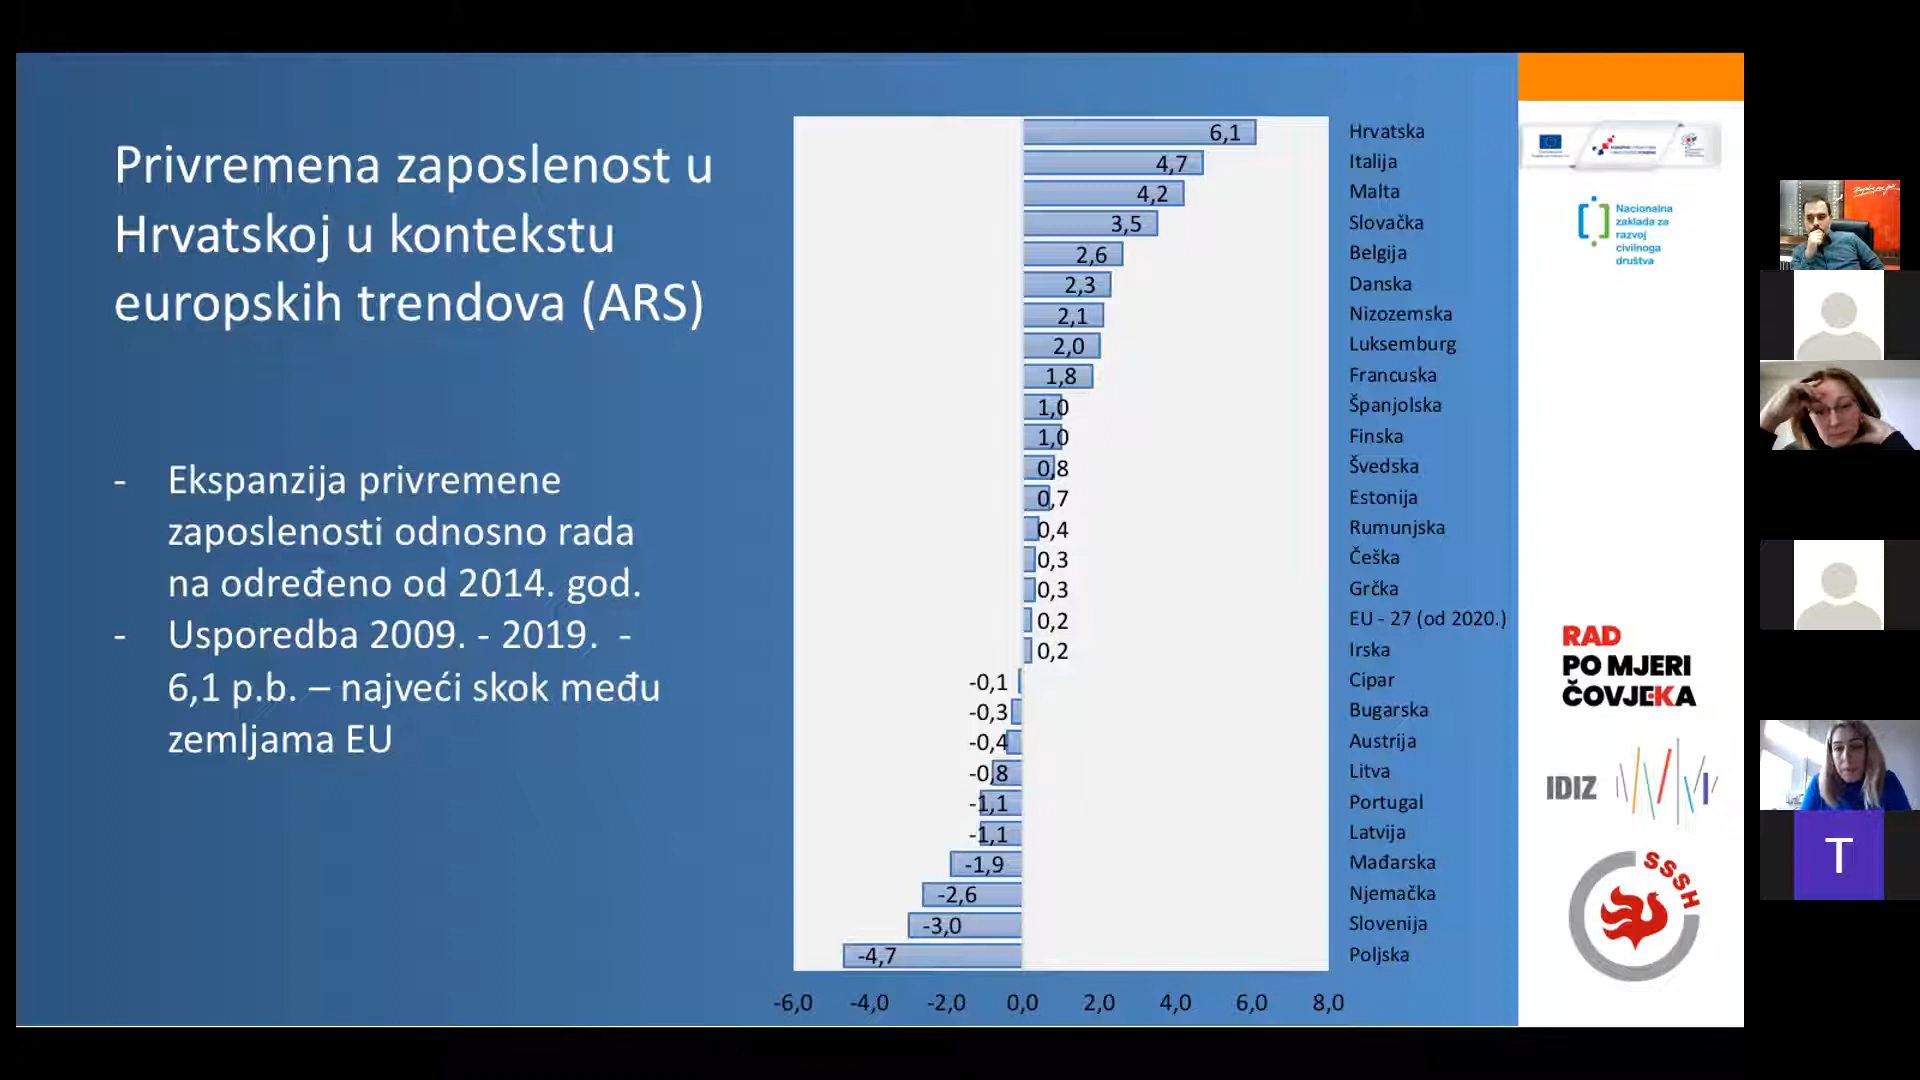 Privremena zaposlenost u
Hrvatskoj u kontekstu
europskih trendova (ARS)
- Ekspanzija privremene
zaposlenosti odnosno rada
na određeno od 2014. god.
- Usporedba 2009. - 2019. -
6,1 p.b. – najveći skok među
zemljama EU
6,1 Hrvatska
4,7 Italija
4,2 Malta
3,5 Slovačka
2,6 Belgija
2,3 Danska
2,1 Nizozemska
2,0 Luksemburg
1,8 Francuska
1,0 Španjolska
1,0 Finska
0,8 Švedska
0,7 Estonija
0,4 Rumunjska
0,3 Češka
0,3 Grčka
0,2 EU - 27 (od 2020.)
0,2 Irska
-0,1 Cipar
-0,3 Bugarska
-0,4 Austrija
-0,8 Litva
-1,1 Portugal
-1,1 Latvija
-1,9 Mađarska
-2,6 Njemačka
-3,0 Slovenija
-4,7 Poljska
-6,0 -4,0 -2,0 0,0 2,0 4,0 6,0 8,0
Nacionalna
zaklada za
razvoj
civilnoga
društva
RAD
PO MJERI
ČOVJEKA
IDIZ
SSSH
T